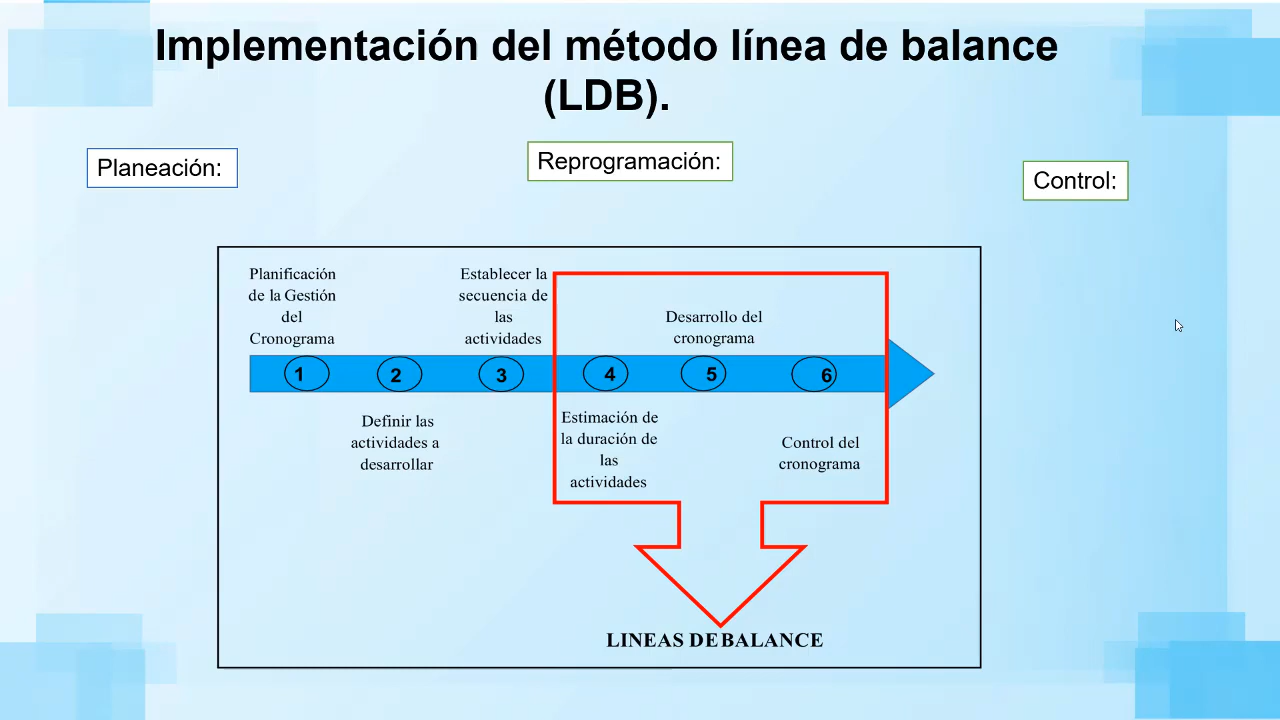 Implementación del método línea de balance
(LDB).
Planeación:
Reprogramación:
Control:
Planificación
de la Gestión
del
Cronograma
Establecer la
secuencia de
las
actividades
Desarrollo del
cronograma
1
2
3
4
5
6
Definir las
actividades a
desarrollar
Estimación de
la duración de
las
actividades
Control del
cronograma
LINEAS DE BALANCE